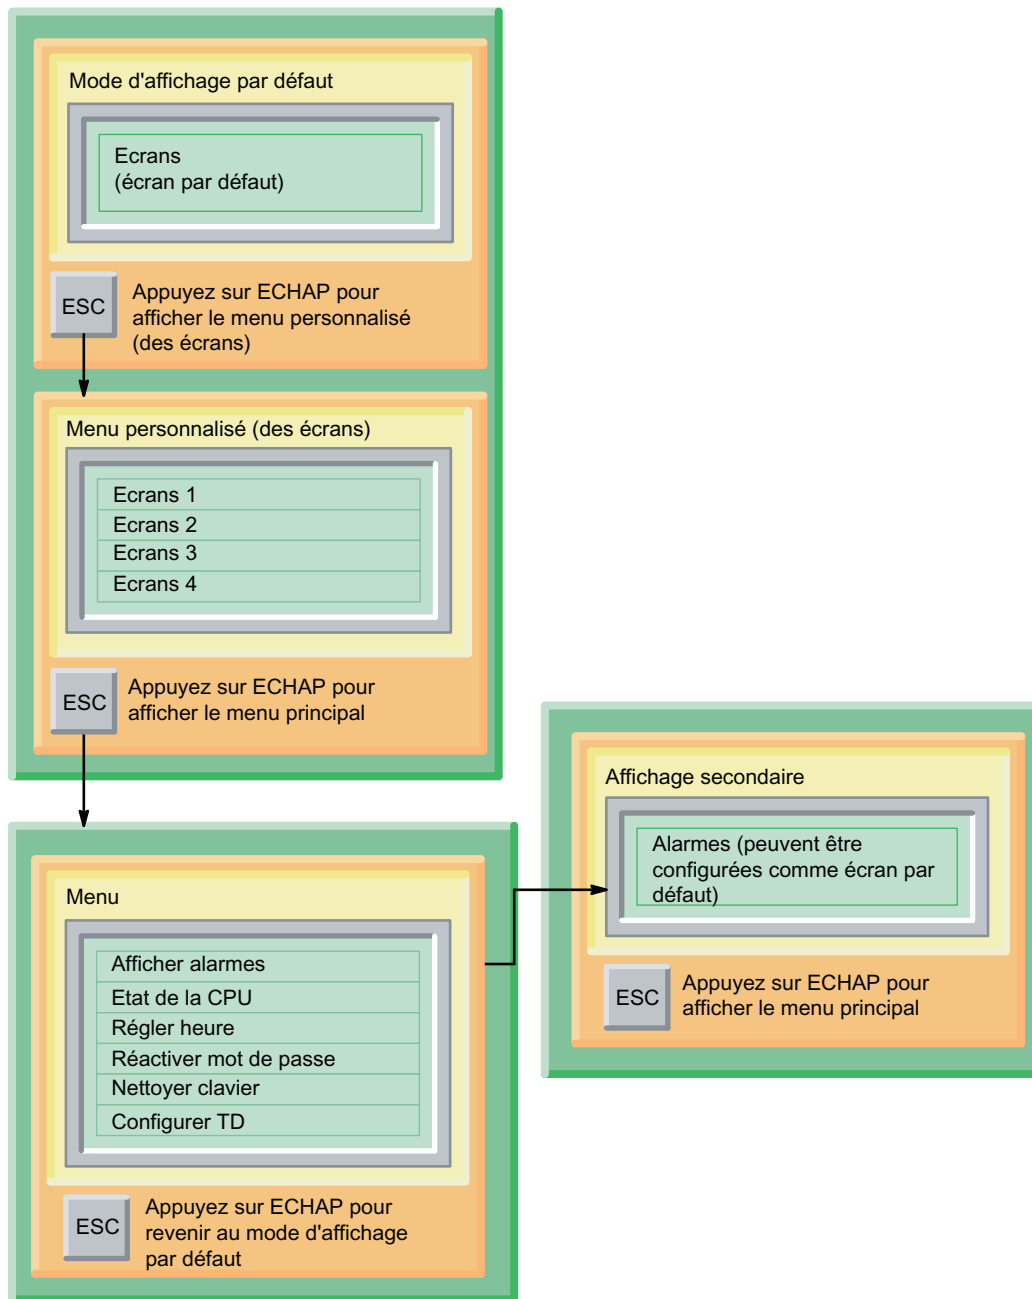 Mode d'affichage par défaut
Ecrans
(écran par défaut)
ESC
Appuyez sur ECHAP pour
afficher le menu personnalisé
(des écrans)
Menu personnalisé (des écrans)
Ecrans 1
Ecrans 2
Ecrans 3
Ecrans 4
ESC
Appuyez sur ECHAP pour
afficher le menu principal
Menu
Afficher alarmes
Etat de la CPU
Régler heure
Réactiver mot de passe
Nettoyer clavier
Configurer TD
ESC
Appuyez sur ECHAP pour
revenir au mode d'affichage
par défaut
Affichage secondaire
Alarmes (peuvent être
configurées comme écran par
défaut)
ESC
Appuyez sur ECHAP pour
afficher le menu principal